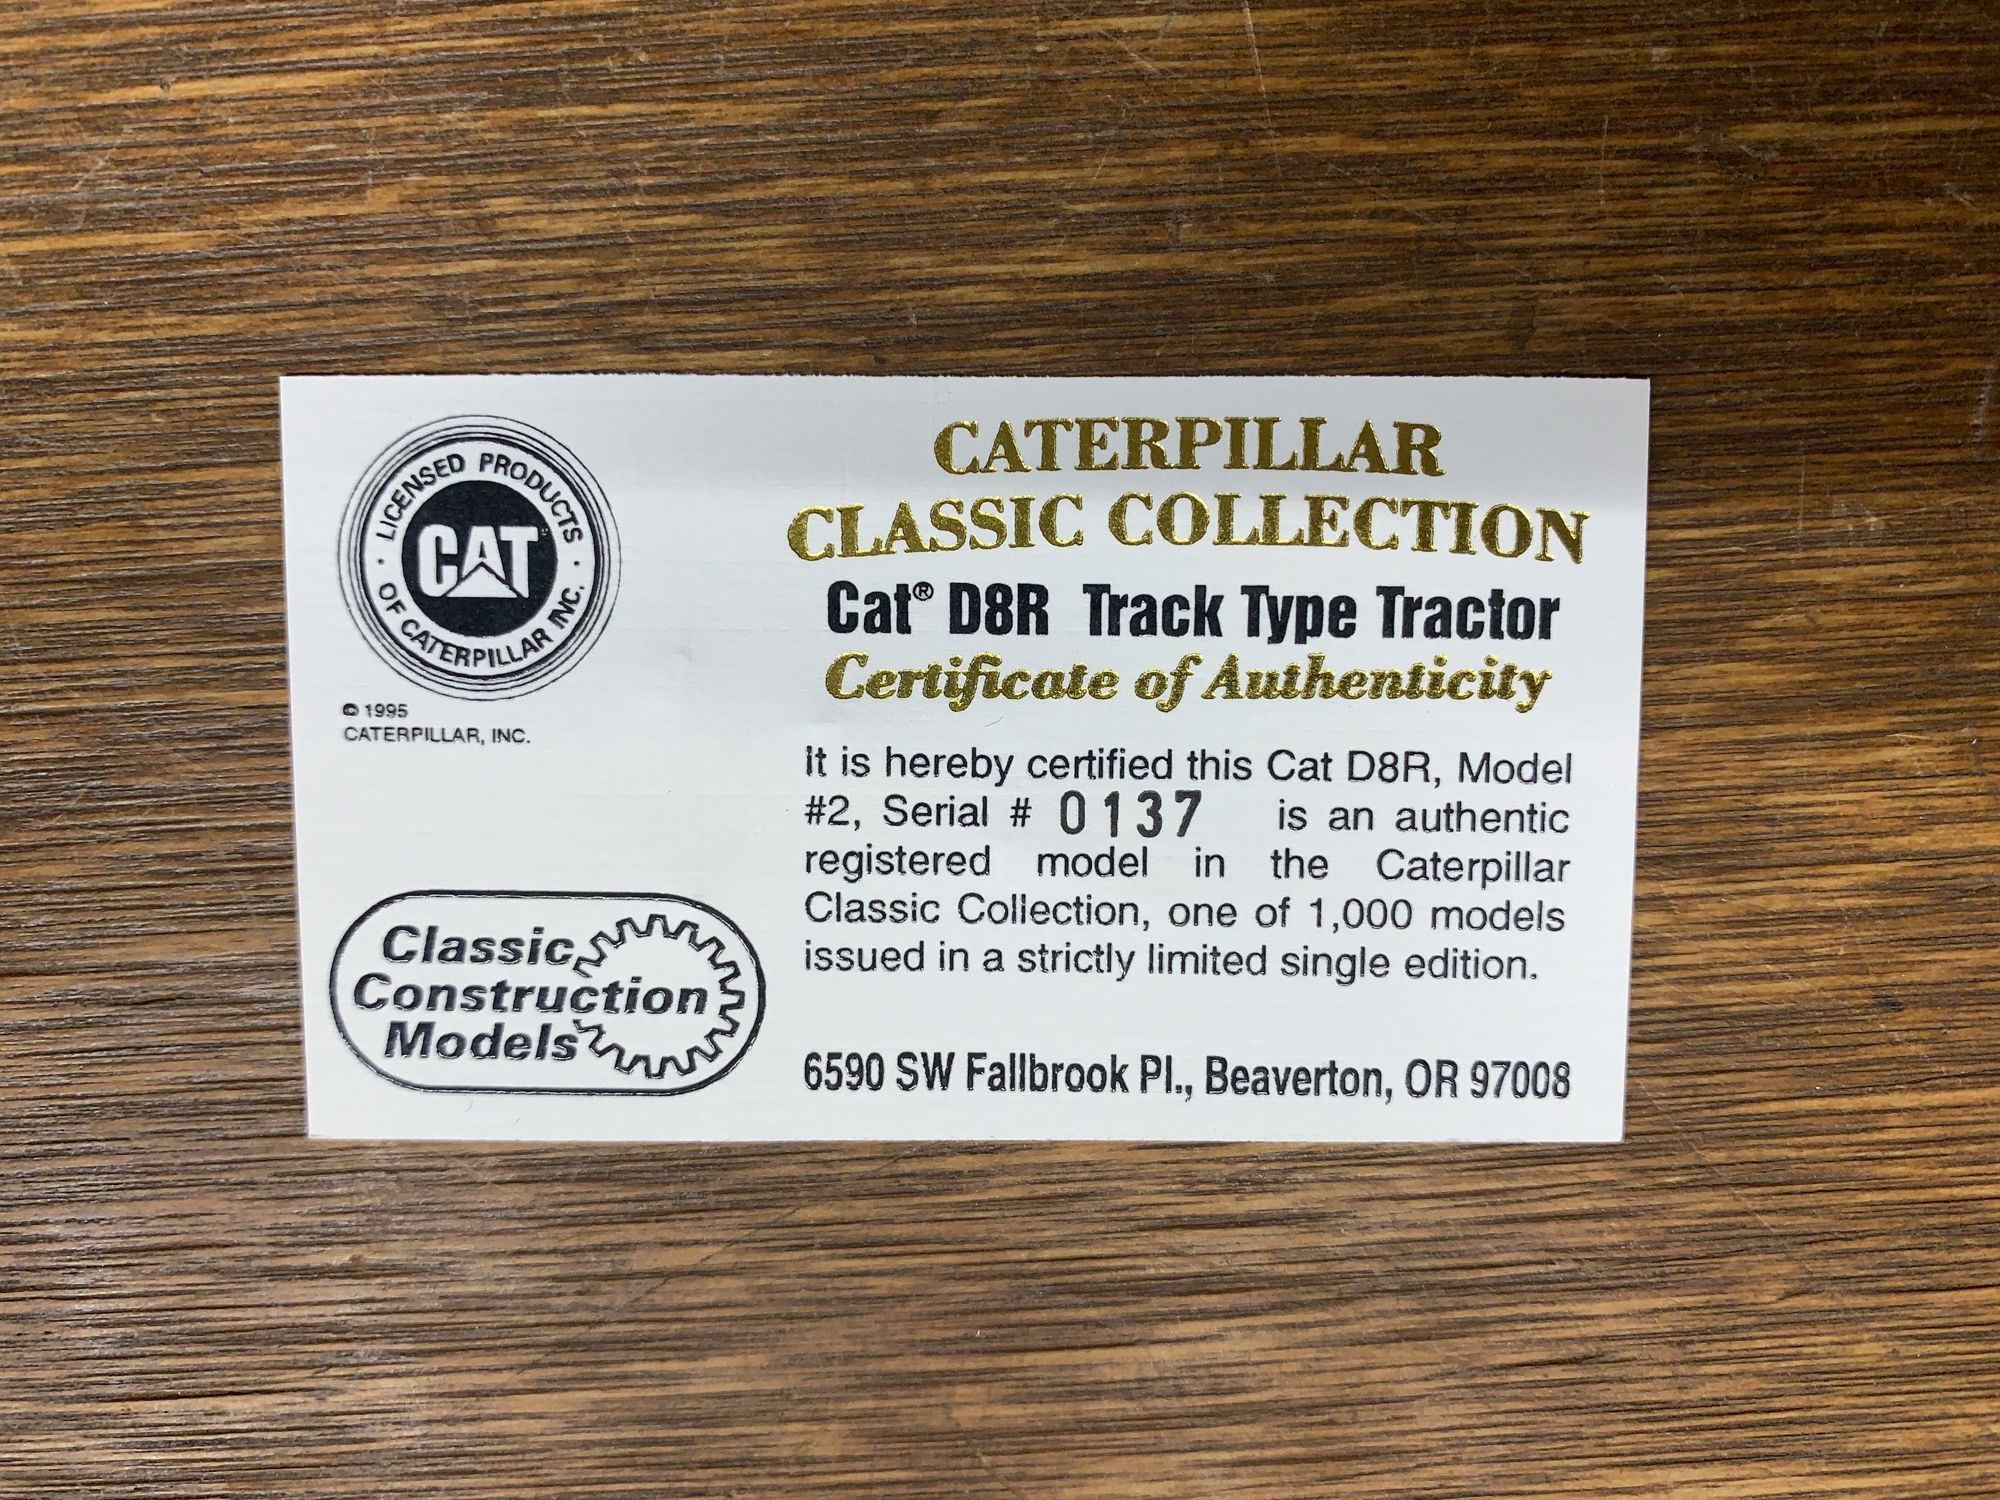 LICENSED PRODUCTS
CAT
OF CATERPILLAR INC.
© 1995
CATERPILLAR, INC.
CATERPILLAR
CLASSIC COLLECTION
Cat® D8R Track Type Tractor
Certificate of Authenticity
It is hereby certified this Cat D8R, Model
#2, Serial # 0137 is an authentic
registered model in the Caterpillar
Classic Collection, one of 1,000 models
issued in a strictly limited single edition.
Classic
Construction
Models
6590 SW Fallbrook Pl., Beaverton, OR 97008